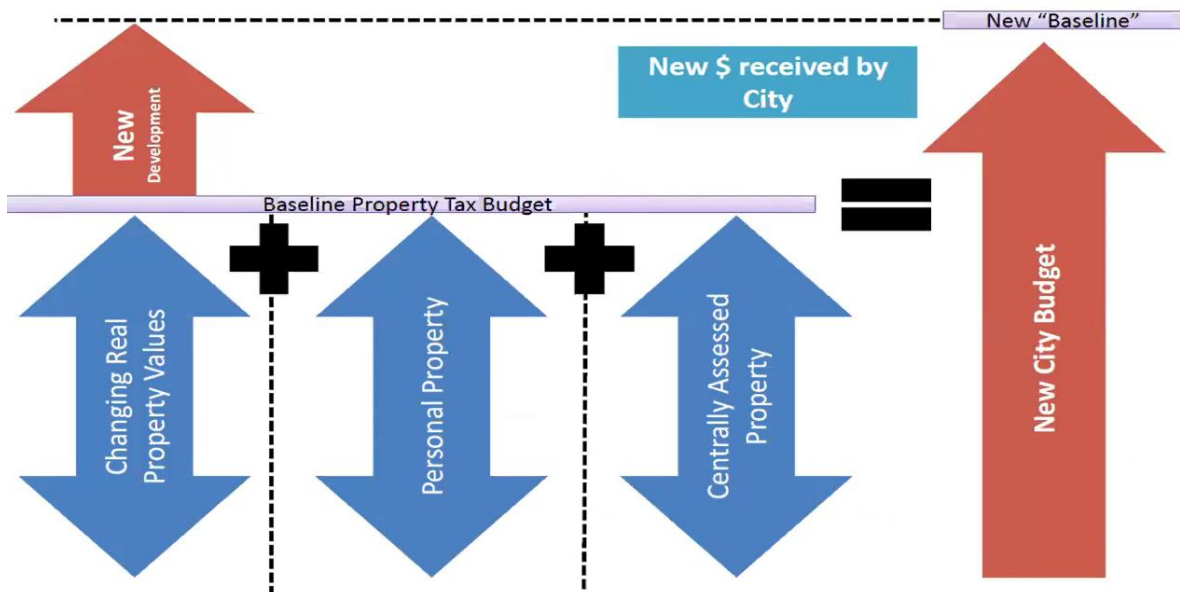 New “Baseline”
New $ received by
City
New
Development
Baseline Property Tax Budget
Changing Real
Property Values
Personal Property
Centrally Assessed
Property
New City Budget